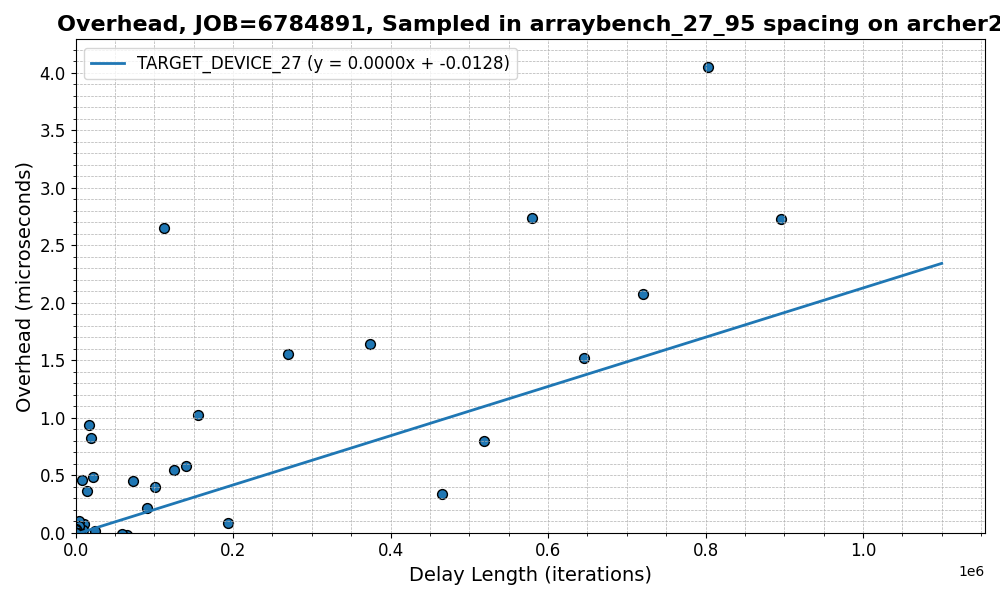 Overhead, JOB=6784891, Sampled in arraybench_27_95 spacing on archer2
TARGET_DEVICE_27 (y = 0.0000x + -0.0128)
Overhead (microseconds)
4.0
3.5
3.0
2.5
2.0
1.5
1.0
0.5
0.0
0.0 0.2 0.4 0.6 0.8 1.0
1e6
Delay Length (iterations)